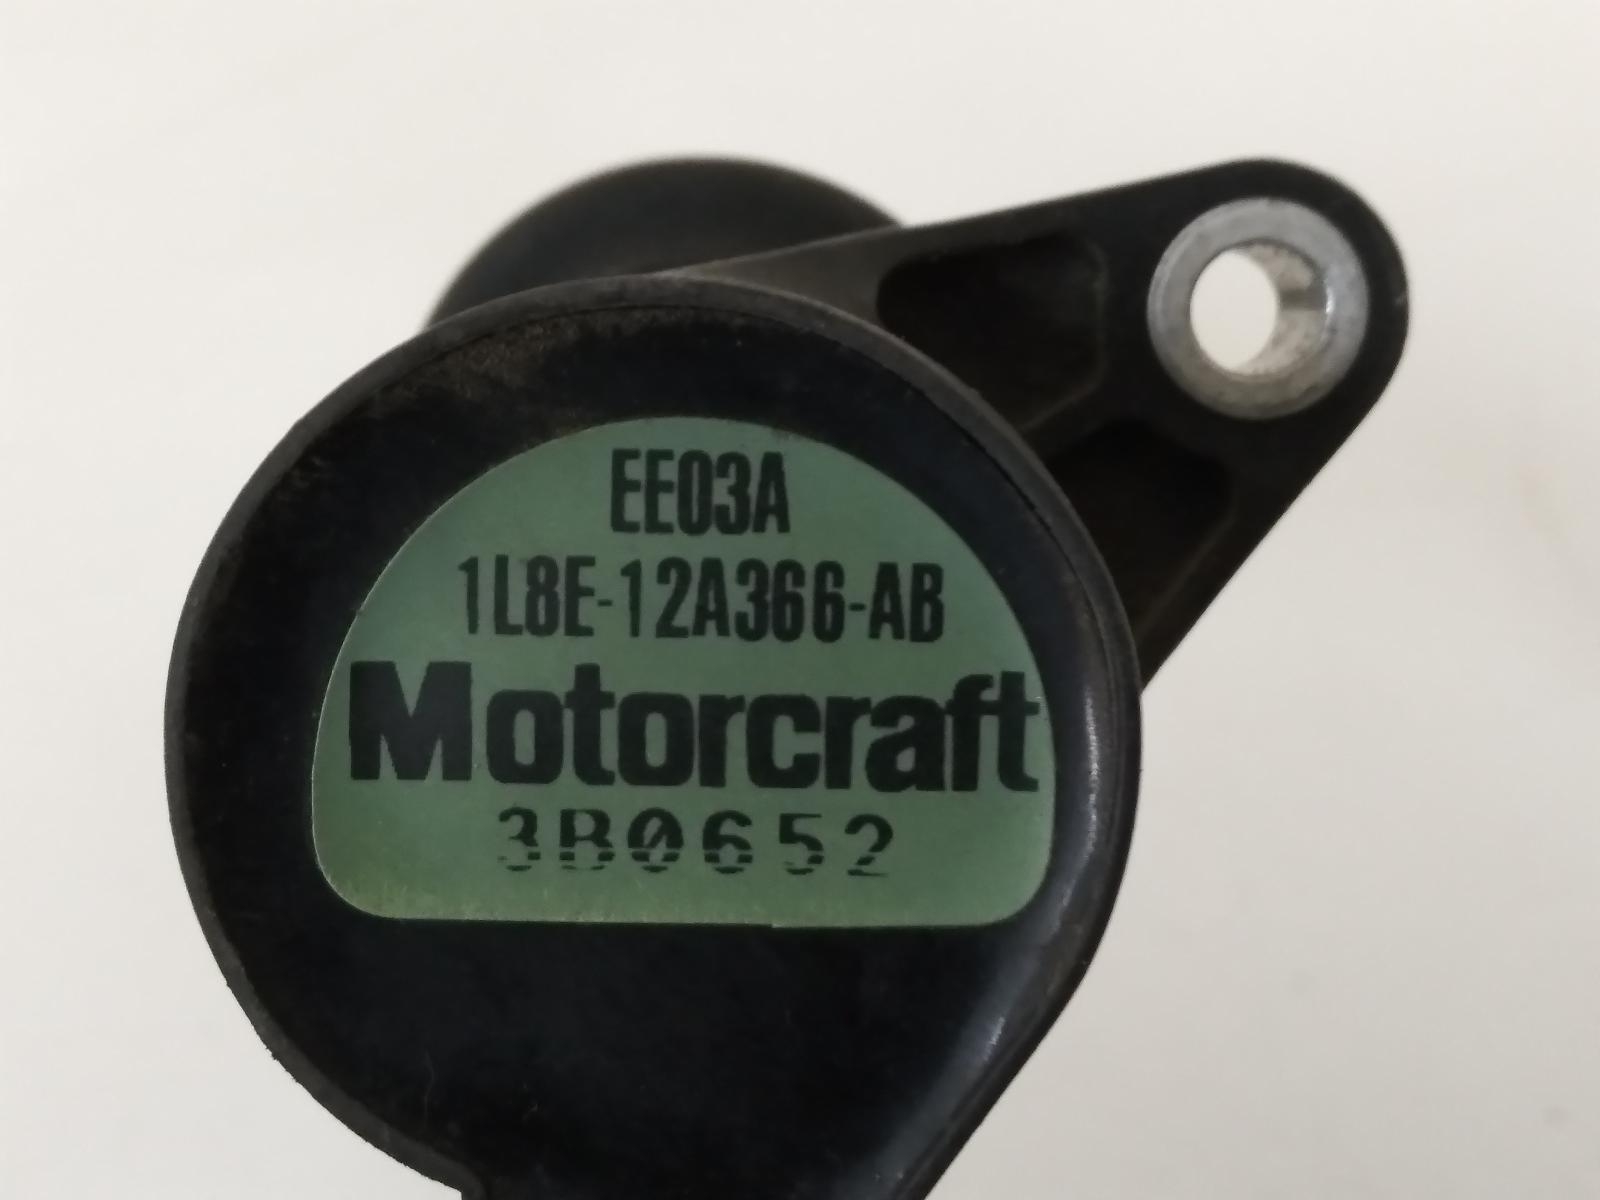 EE03A
1L8E-12A366-AB
Motorcraft
3B0652